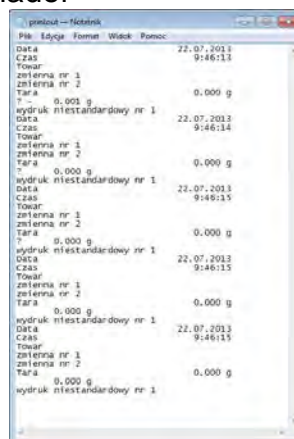 printout — Notatnik
Plik Edycja Format Widok Pomoc
Data 22.07.2013
Czas 9:46:13
Towar
zmienna nr 1
zmienna nr 2
Tara 0.000 g
? - 0.001 g
wydruk niestandardowy nr 1
Data 22.07.2013
Czas 9:46:14
Towar
zmienna nr 1
zmienna nr 2
Tara 0.000 g
? 0.000 g
wydruk niestandardowy nr 1
Data 22.07.2013
Czas 9:46:15
Towar
zmienna nr 1
zmienna nr 2
Tara 0.000 g
? 0.000 g
wydruk niestandardowy nr 1
Data 22.07.2013
Czas 9:46:15
Towar
zmienna nr 1
zmienna nr 2
Tara 0.000 g
0.000 g
wydruk niestandardowy nr 1
Data 22.07.2013
Czas 9:46:15
Towar
zmienna nr 1
zmienna nr 2
Tara 0.000 g
0.000 g
wydruk niestandardowy nr 1